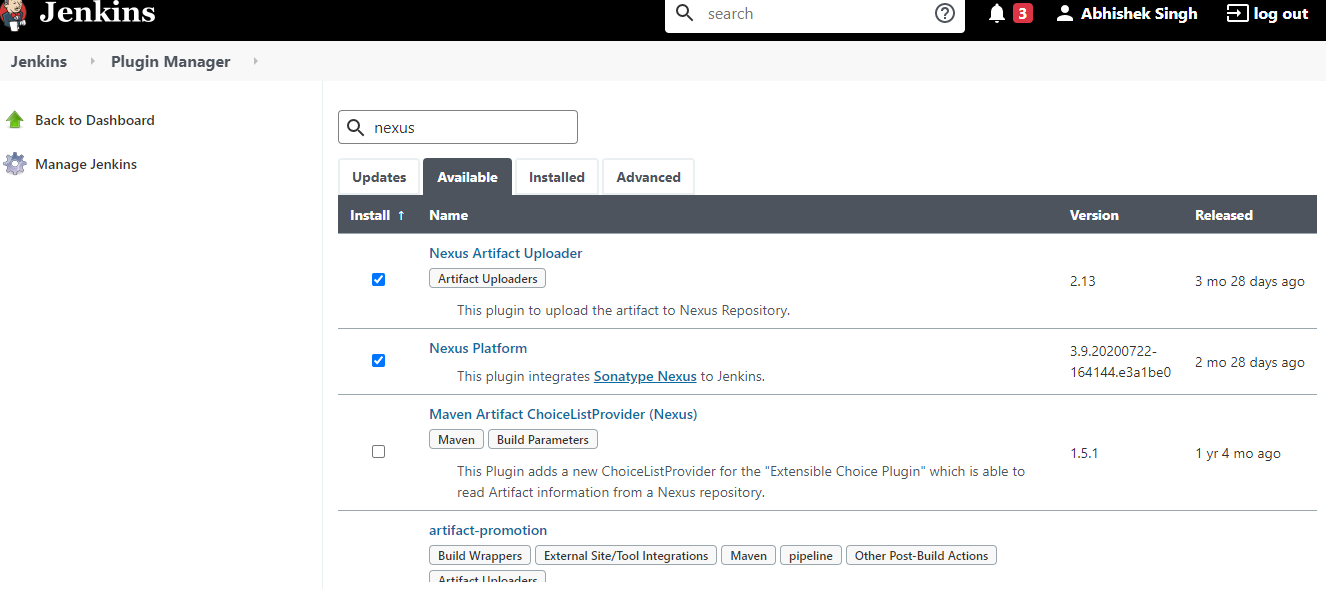 Jenkins
search
3
Abhishek Singh
log out
Jenkins
Plugin Manager
Back to Dashboard
Manage Jenkins
nexus
Updates
Available
Installed
Advanced
Install ↑ Name Version Released
Nexus Artifact Uploader
Artifact Uploaders
2.13
3 mo 28 days ago
This plugin to upload the artifact to Nexus Repository.
Nexus Platform
This plugin integrates Sonatype Nexus to Jenkins.
3.9.20200722-
164144.e3a1be0
2 mo 28 days ago
Maven Artifact ChoiceListProvider (Nexus)
Maven Build Parameters
This Plugin adds a new ChoiceListProvider for the "Extensible Choice Plugin" which is able to
read Artifact information from a Nexus repository.
1.5.1
1 yr 4 mo ago
artifact-promotion
Build Wrappers External Site/Tool Integrations Maven pipeline Other Post-Build Actions
Artifact Uploaders